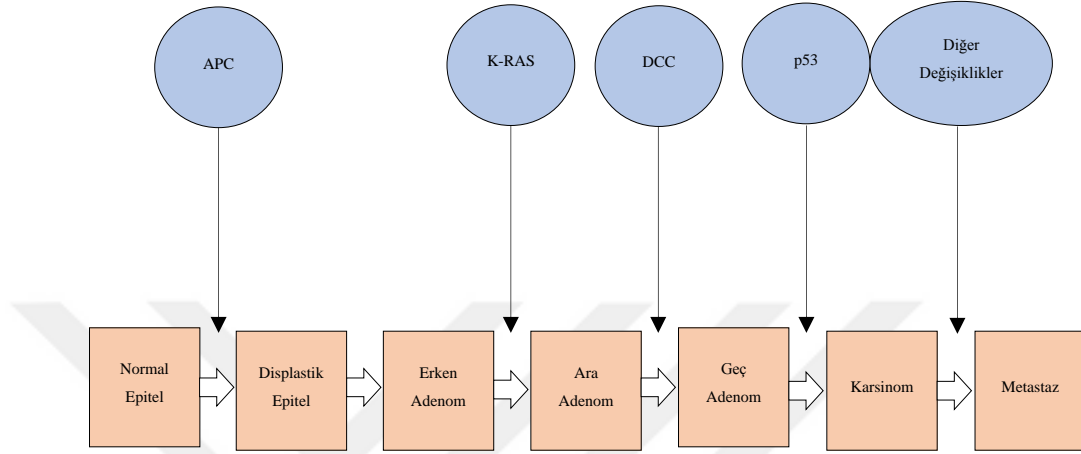 APC
K-RAS
DCC
p53
Diğer
Değişiklikler
Normal
Epitel
Displastik
Epitel
Erken
Adenom
Ara
Adenom
Geç
Adenom
Karsinom
Metastaz